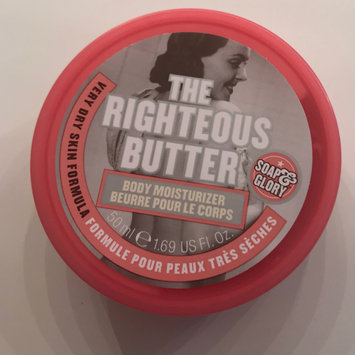 THE
RIGHTEOUS
BUTTER
BODY MOISTURIZER
BEURRE POUR LE CORPS
50 ml ℮ 1.69 US FL. OZ.
SOAP &
GLORY
VERY DRY SKIN FORMULA
FORMULE POUR PEAUX TRÈS SÈCHES